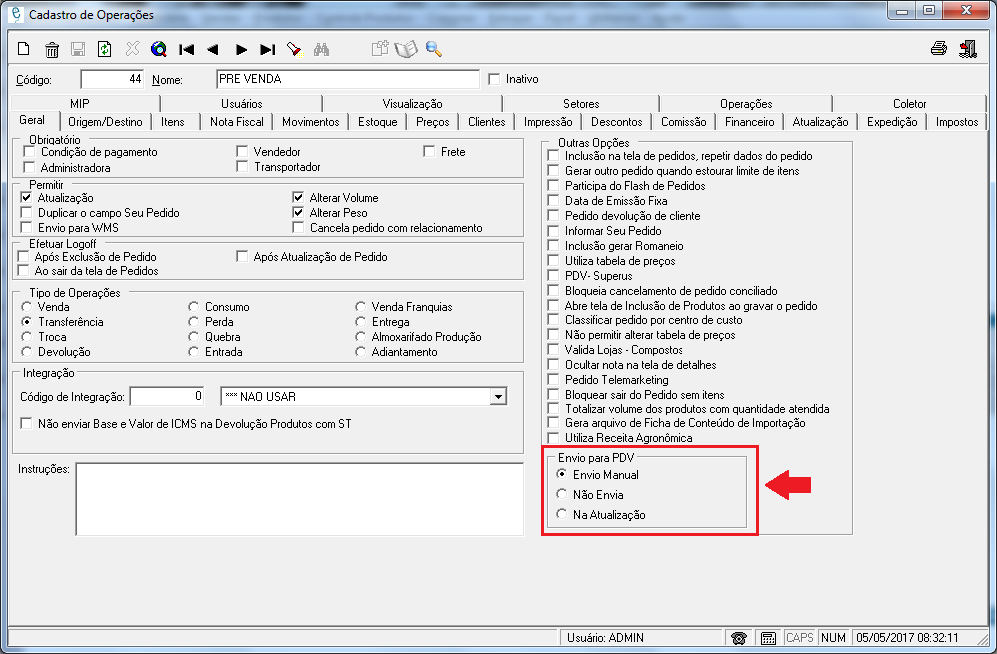 Cadastro de Operações
Código: 44 Nome: PRE VENDA Inativo
MIP Usuários Visualização Setores Operações Coletor
Geral Origem/Destino Itens Nota Fiscal Movimentos Estoque Preços Clientes Impressão Descontos Comissão Financeiro Atualização Expedição Impostos
Obrigatório
Condição de pagamento Vendedor Frete
Administradora Transportador
Permitir
Atualização Alterar Volume
Duplicar o campo Seu Pedido Alterar Peso
Envio para WMS Cancela pedido com relacionamento
Efetuar Logoff
Após Exclusão de Pedido Após Atualização de Pedido
Ao sair da tela de Pedidos
Tipo de Operações
Venda Consumo Venda Franquias
Transferência Perda Entrega
Troca Quebra Almoxarifado Produção
Devolução Entrada Adiantamento
Integração
Código de Integração: 0 *** NAO USAR
Não enviar Base e Valor de ICMS na Devolução Produtos com ST
Instruções:
Outras Opções
Inclusão na tela de pedidos, repetir dados do pedido
Gerar outro pedido quando estourar limite de itens
Participa do Flash de Pedidos
Data de Emissão Fixa
Pedido devolução de cliente
Informar Seu Pedido
Inclusão gerar Romaneio
Utiliza tabela de preços
PDV- Superus
Bloqueia cancelamento de pedido conciliado
Abre tela de Inclusão de Produtos ao gravar o pedido
Classificar pedido por centro de custo
Não permitir alterar tabela de preços
Valida Lojas - Compostos
Ocultar nota na tela de detalhes
Pedido Telemarketing
Bloquear sair do Pedido sem itens
Totalizar volume dos produtos com quantidade atendida
Gera arquivo de Ficha de Conteúdo de Importação
Utiliza Receita Agronômica
Envio para PDV
Envio Manual
Não Envia
Na Atualização
Usuário: ADMIN CAPS NUM 05/05/2017 08:32:11